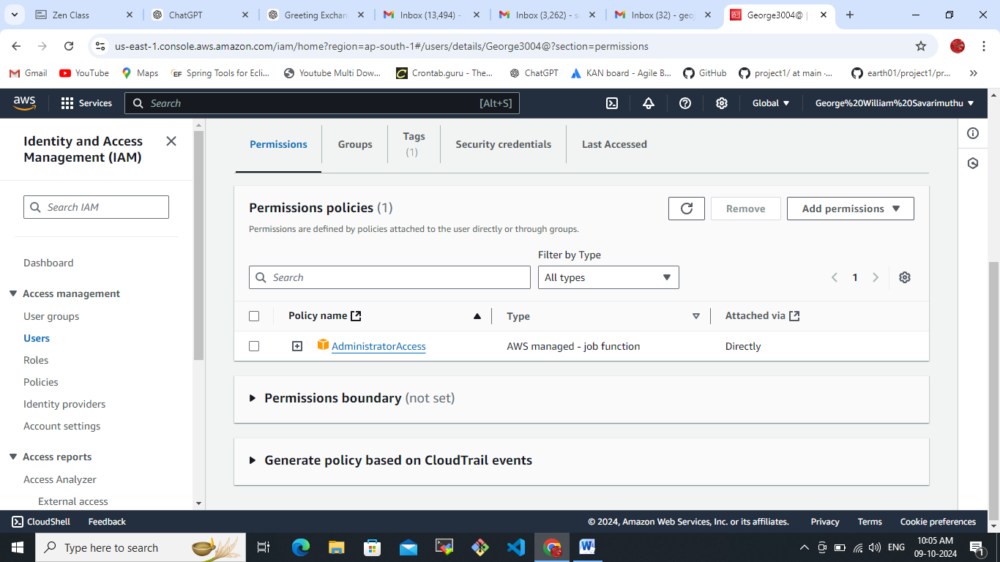 Zen Class
ChatGPT
Greeting Exchan
Inbox (13,494) -
Inbox (3,262) - s
Inbox (32) - geo
George3004@ |
us-east-1.console.aws.amazon.com/iam/home?region=ap-south-1#/users/details/George3004@?section=permissions
Gmail
YouTube
Maps
Spring Tools for Ecli...
Youtube Multi Dow...
Crontab.guru - The...
ChatGPT
KAN board - Agile B...
GitHub
project1/ at main ·...
earth01/project1/pr...
aws
Services
Search
[Alt+S]
Global
George%20William%20Savarimuthu
Identity and Access
Management (IAM)
Search IAM
Dashboard
Access management
User groups
Users
Roles
Policies
Identity providers
Account settings
Access reports
Access Analyzer
External access
Permissions
Groups
Tags
(1)
Security credentials
Last Accessed
Permissions policies (1)
Remove
Add permissions
Permissions are defined by policies attached to the user directly or through groups.
Filter by Type
Search
All types
1
Policy name
Type
Attached via
AdministratorAccess
AWS managed - job function
Directly
Permissions boundary (not set)
Generate policy based on CloudTrail events
CloudShell
Feedback
© 2024, Amazon Web Services, Inc. or its affiliates.
Privacy
Terms
Cookie preferences
Type here to search
ENG
10:05 AM
09-10-2024
1